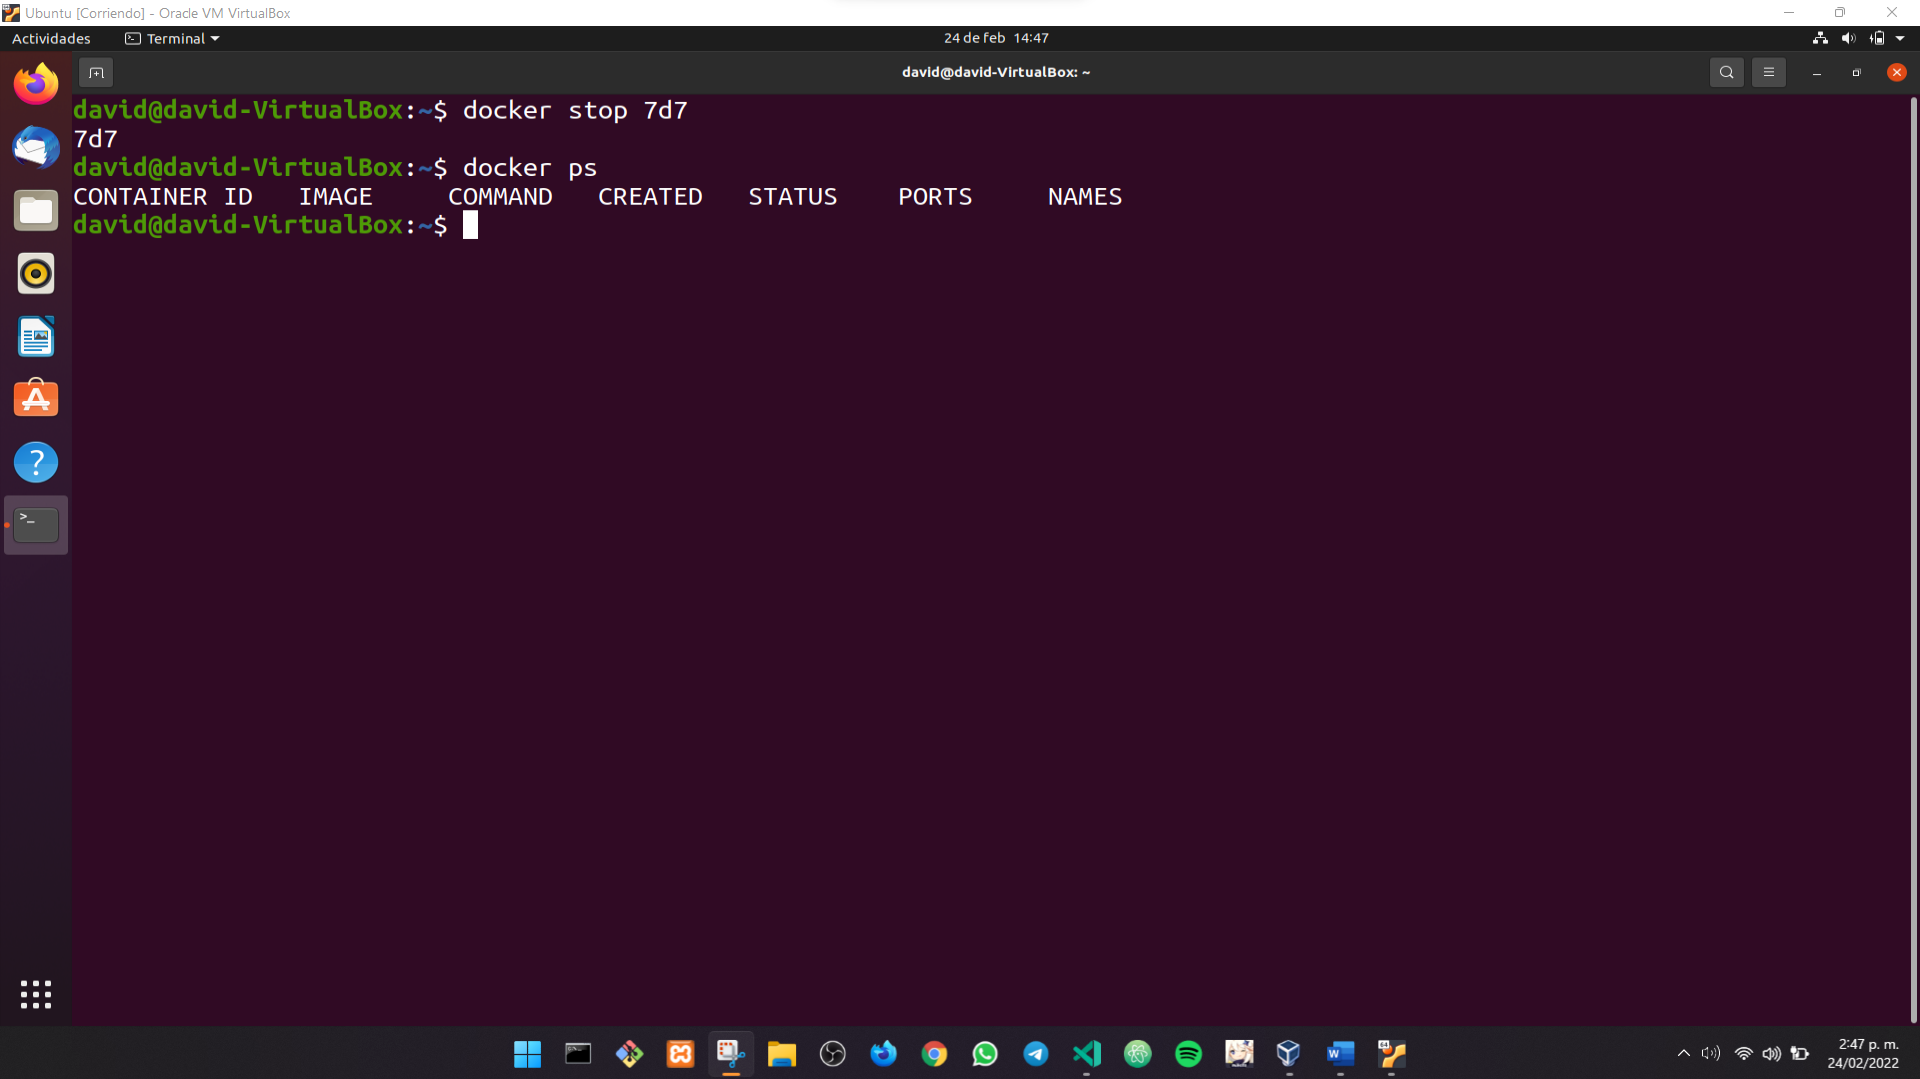 Ubuntu [Corriendo] - Oracle VM VirtualBox
Actividades Terminal 24 de feb 14:47
david@david-VirtualBox: ~
david@david-VirtualBox:~$ docker stop 7d7
7d7
david@david-VirtualBox:~$ docker ps
CONTAINER ID IMAGE COMMAND CREATED STATUS PORTS NAMES
david@david-VirtualBox:~$
2:47 p. m.
24/02/2022